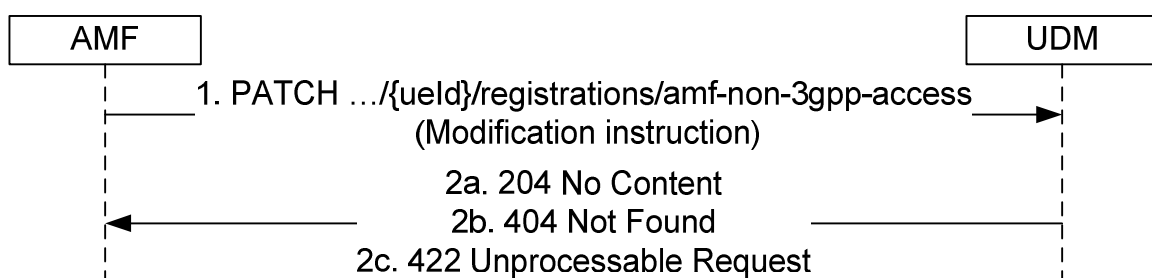 AMF
UDM
1. PATCH …/{ueId}/registrations/amf-non-3gpp-access
(Modification instruction)
2a. 204 No Content
2b. 404 Not Found
2c. 422 Unprocessable Request